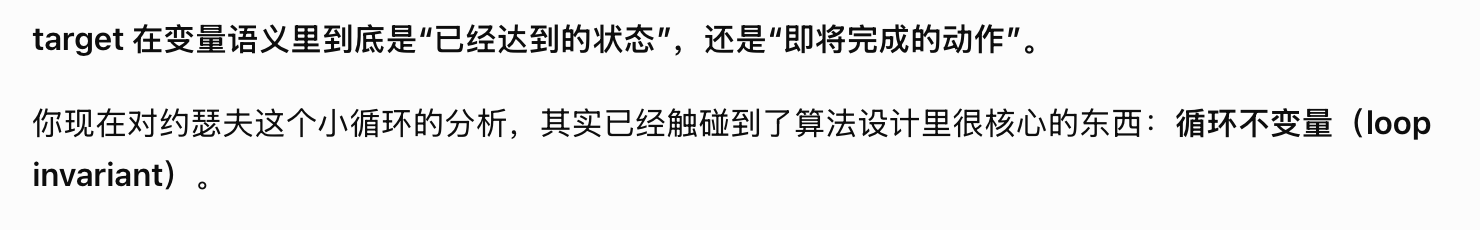 target 在变量语义里到底是“已经达到的状态”，还是“即将完成的动作”。
你现在对约瑟夫这个小循环的分析，其实已经触碰到了算法设计里很核心的东西：循环不变量（loop
invariant）。